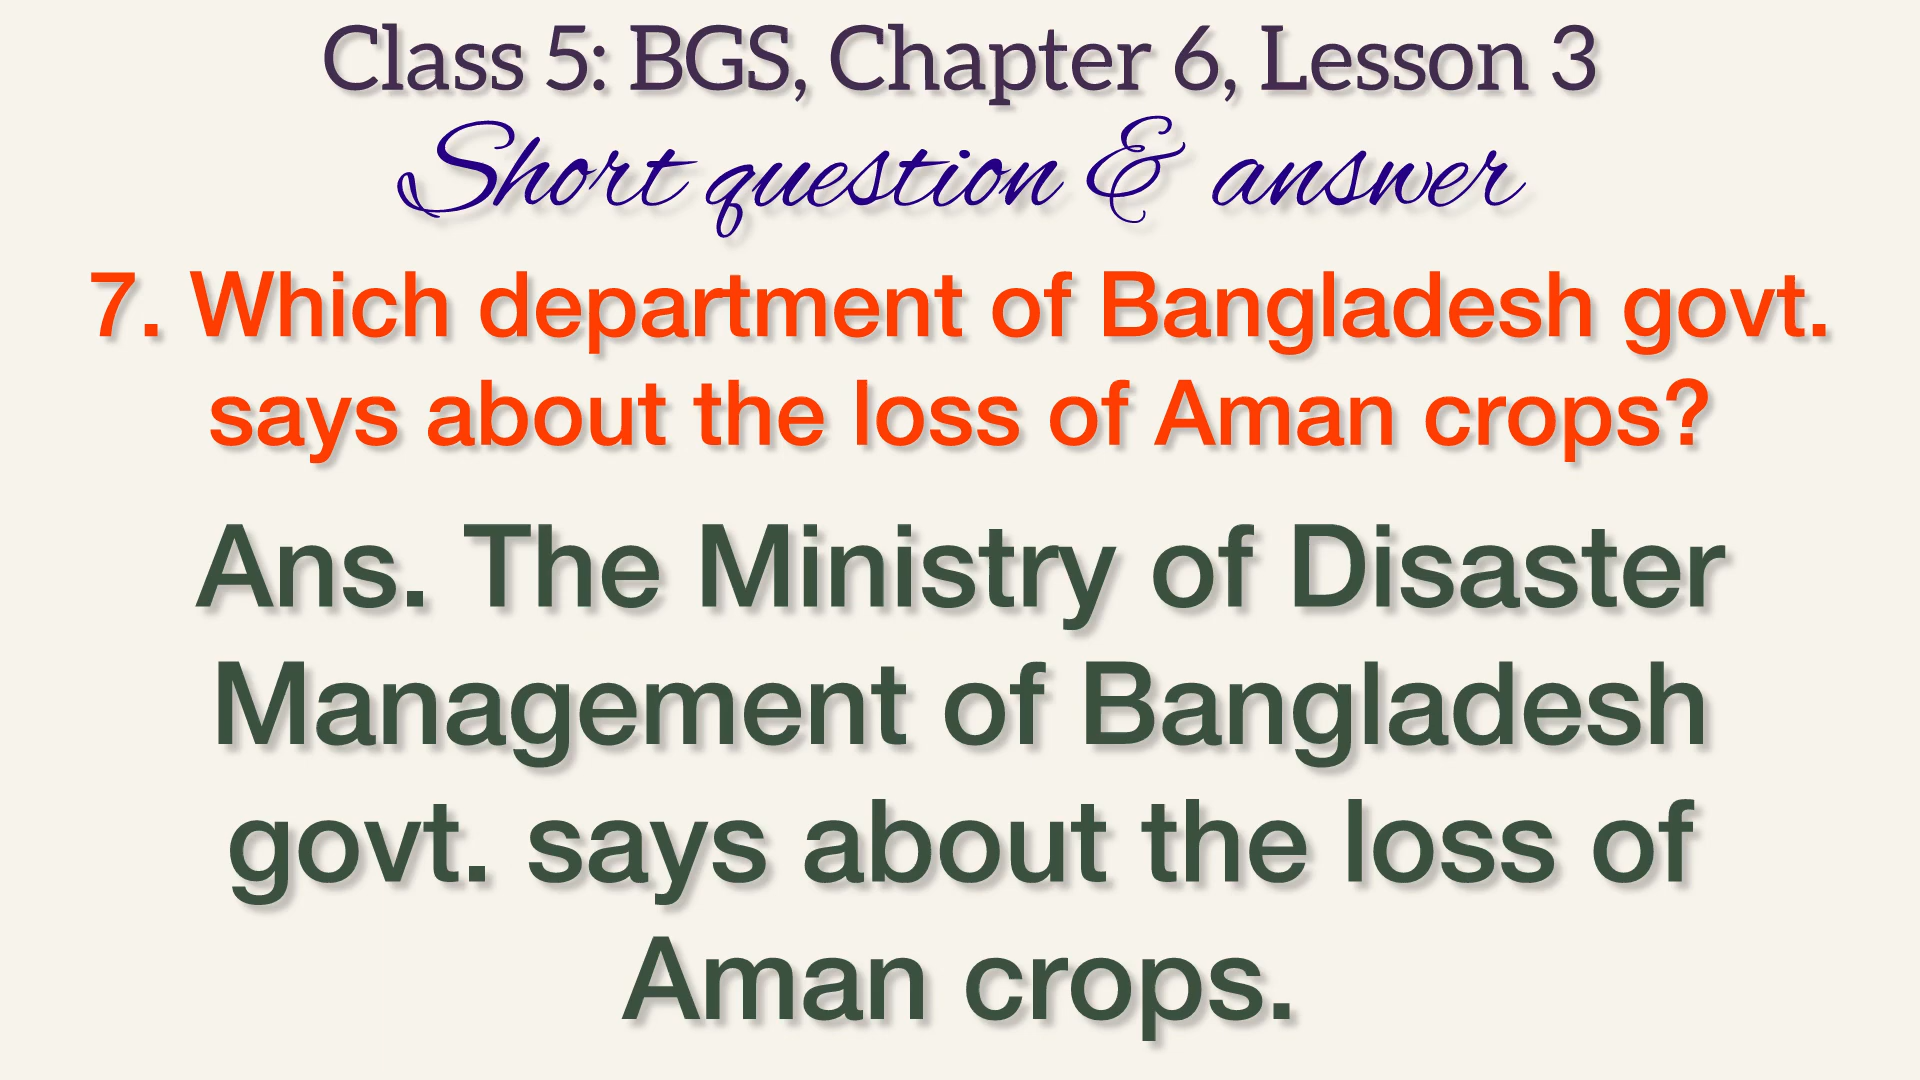 Class 5: BGS, Chapter 6, Lesson 3
Short question & answer
7. Which department of Bangladesh govt.
says about the loss of Aman crops?
Ans. The Ministry of Disaster
Management of Bangladesh
govt. says about the loss of
Aman crops.